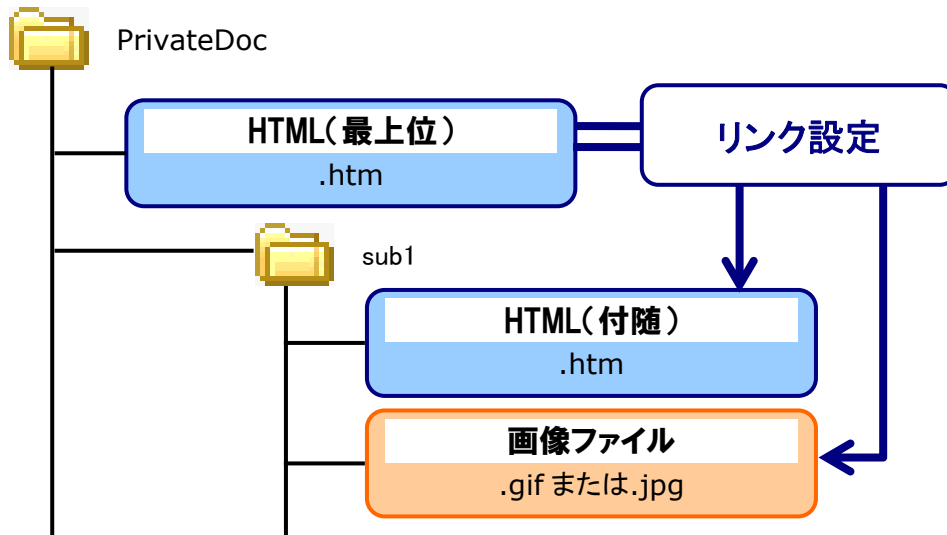 PrivateDoc
HTML(最上位)
.htm
リンク設定
sub1
HTML(付随)
.htm
画像ファイル
.gif または.jpg